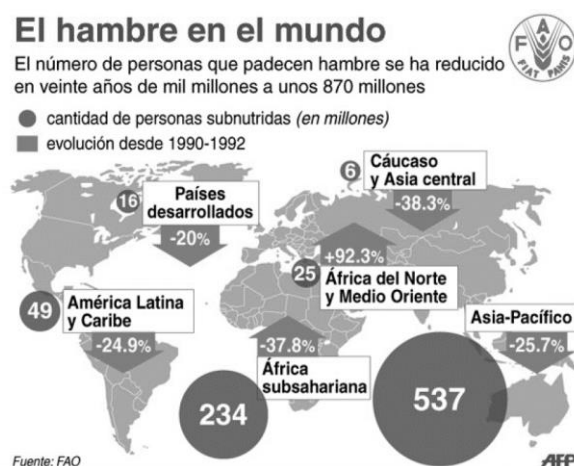 El hambre en el mundo
El número de personas que padecen hambre se ha reducido
en veinte años de mil millones a unos 870 millones
cantidad de personas subnutridas (en millones)
evolución desde 1990-1992
F A O
FIAT PANIS
16
Países
desarrollados
-20%
6
Cáucaso
y Asia central
-38.3%
+92.3%
25
África del Norte
y Medio Oriente
49
América Latina
y Caribe
-24.9%
-37.8%
África
subsahariana
234
Asia-Pacífico
-25.7%
537
Fuente: FAO
AFP